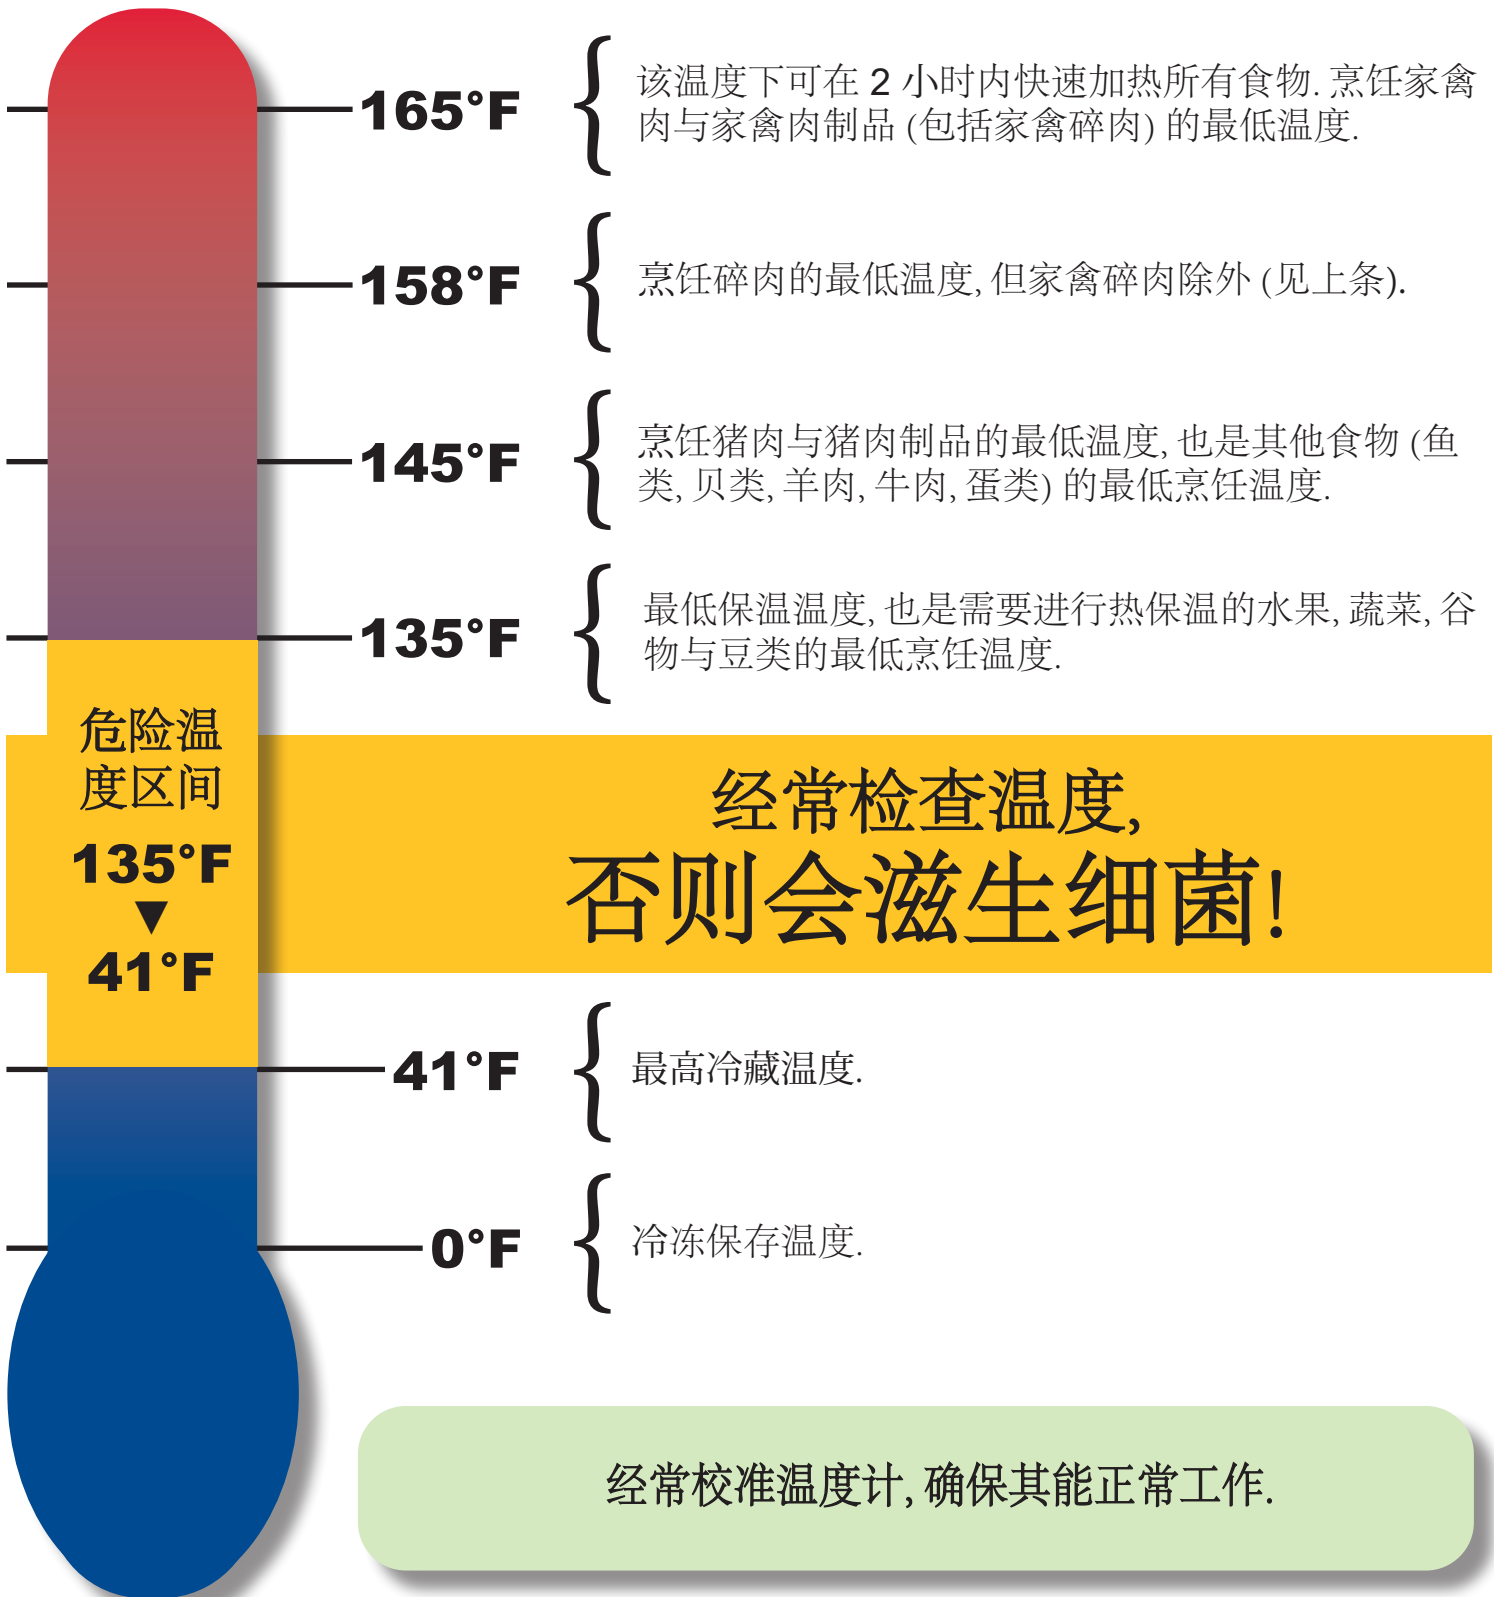 165°F
该温度下可在 2 小时内快速加热所有食物. 烹饪家禽
肉与家禽肉制品 (包括家禽碎肉) 的最低温度.
158°F
烹饪碎肉的最低温度, 但家禽碎肉除外 (见上条).
145°F
烹饪猪肉与猪肉制品的最低温度, 也是其他食物 (鱼
类, 贝类, 羊肉, 牛肉, 蛋类) 的最低烹饪温度.
135°F
最低保温温度, 也是需要进行热保温的水果, 蔬菜, 谷
物与豆类的最低烹饪温度.
危险温
度区间
135°F
▼
41°F
经常检查温度,
否则会滋生细菌!
41°F
最高冷藏温度.
0°F
冷冻保存温度.
经常校准温度计, 确保其能正常工作.